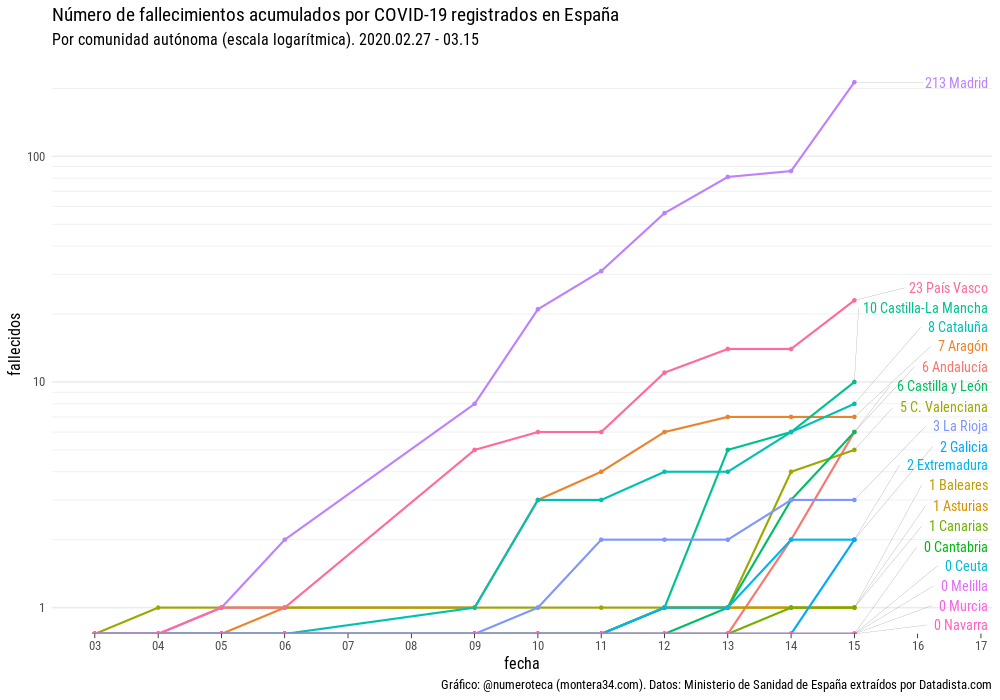 Número de fallecimientos acumulados por COVID-19 registrados en España
Por comunidad autónoma (escala logarítmica). 2020.02.27 - 03.15
fallecidos
100
10
1
213 Madrid
23 País Vasco
10 Castilla-La Mancha
8 Cataluña
7 Aragón
6 Andalucía
6 Castilla y León
5 C. Valenciana
3 La Rioja
2 Galicia
2 Extremadura
1 Baleares
1 Asturias
1 Canarias
0 Cantabria
0 Ceuta
0 Melilla
0 Murcia
0 Navarra
03 04 05 06 07 08 09 10 11 12 13 14 15 16 17
fecha
Gráfico: @numeroteca (montera34.com). Datos: Ministerio de Sanidad de España extraídos por Datadista.com